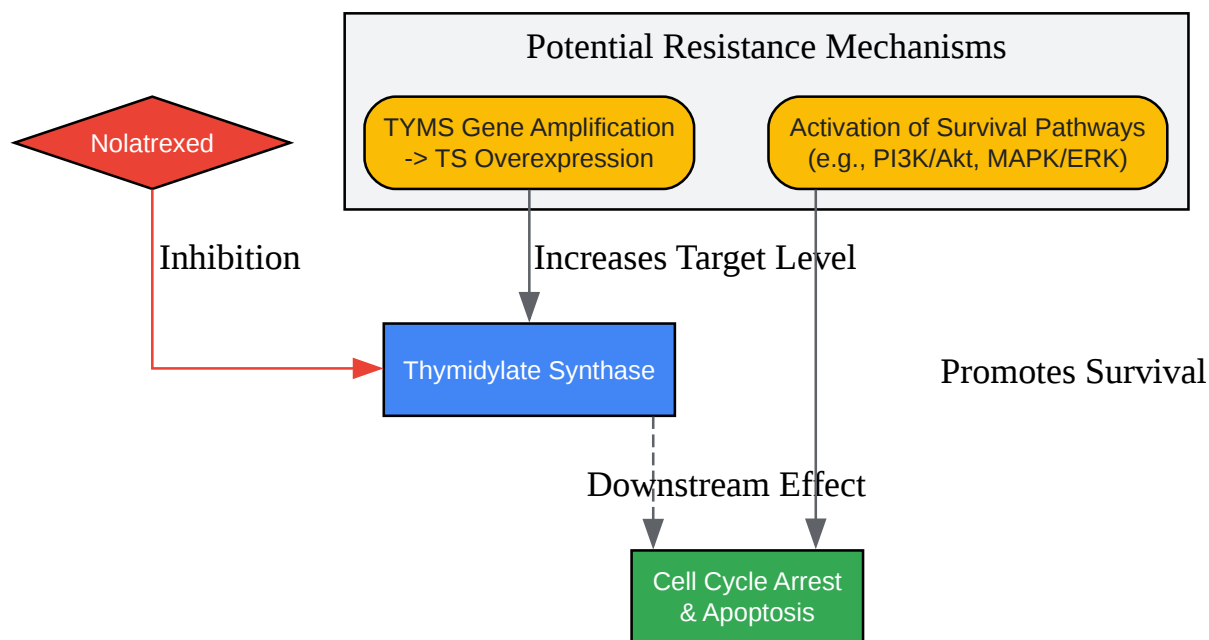 Potential Resistance Mechanisms
Nolatrexed
TYMS Gene Amplification
-> TS Overexpression
Activation of Survival Pathways
(e.g., PI3K/Akt, MAPK/ERK)
Inhibition
Increases Target Level
Thymidylate Synthase
Promotes Survival
Downstream Effect
Cell Cycle Arrest
& Apoptosis